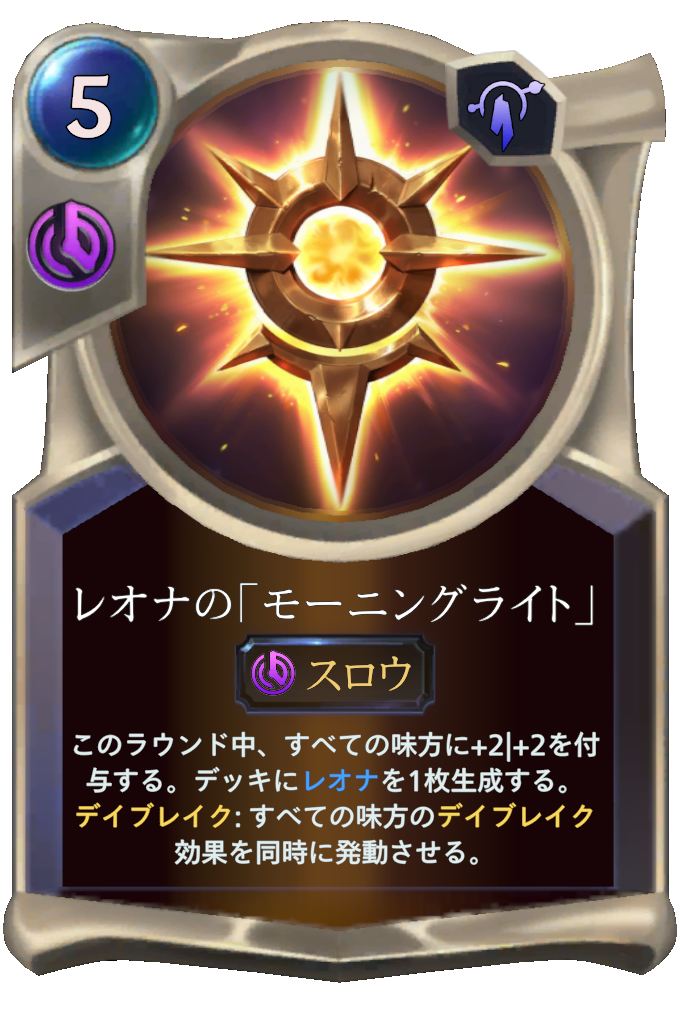 5
レオナの「モーニングライト」
スロウ
このラウンド中、すべての味方に+2|+2を付
与する。デッキにレオナを1枚生成する。
デイブレイク: すべての味方のデイブレイク
効果を同時に発動させる。